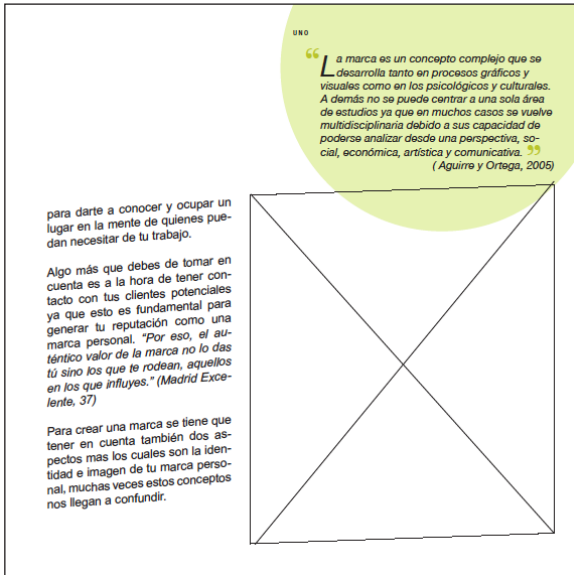 UNO
“ La marca es un concepto complejo que se
desarrolla tanto en procesos gráficos y
visuales como en los psicológicos y culturales.
A demás no se puede centrar a una sola área
de estudios ya que en muchos casos se vuelve
multidisciplinaria debido a sus capacidad de
poderse analizar desde una perspectiva, so-
cial, económica, artística y comunicativa. ”
( Aguirre y Ortega, 2005)
para darte a conocer y ocupar un
lugar en la mente de quienes pue-
dan necesitar de tu trabajo.
Algo más que debes de tomar en
cuenta es a la hora de tener con-
tacto con tus clientes potenciales
ya que esto es fundamental para
generar tu reputación como una
marca personal. “Por eso, el au-
téntico valor de la marca no lo das
tú sino los que te rodean, aquellos
en los que influyes.” (Madrid Exce-
lente, 37)
Para crear una marca se tiene que
tener en cuenta también dos as-
pectos mas los cuales son la iden-
tidad e imagen de tu marca perso-
nal, muchas veces estos conceptos
nos llegan a confundir.